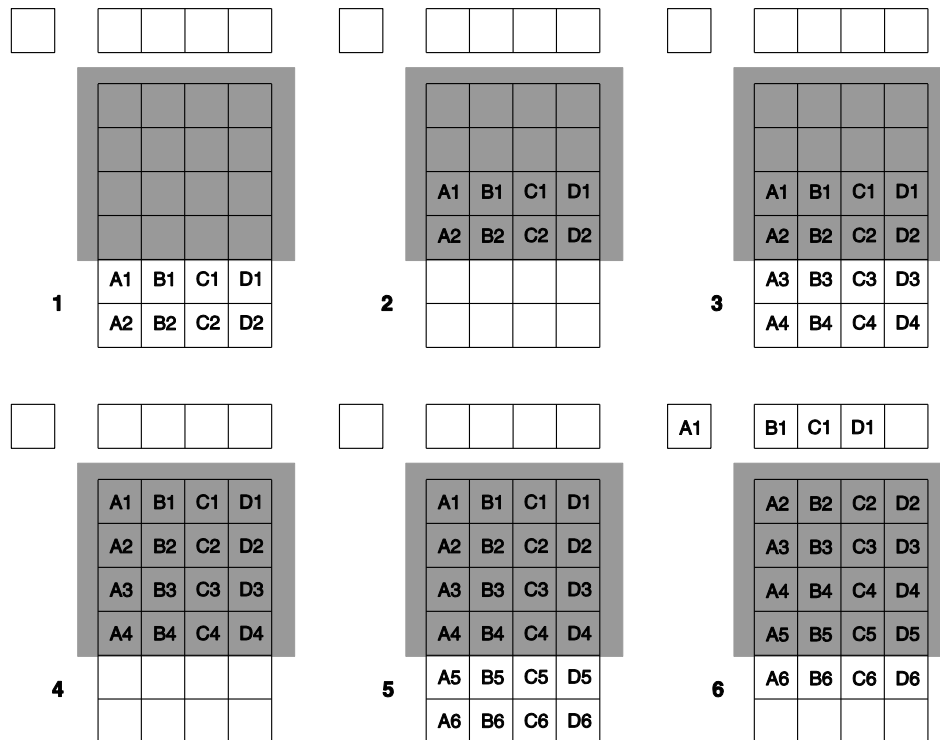 A1 B1 C1 D1
A2 B2 C2 D2
1
A1 B1 C1 D1
A2 B2 C2 D2
2
A1 B1 C1 D1
A2 B2 C2 D2
A3 B3 C3 D3
A4 B4 C4 D4
3
A1 B1 C1 D1
A2 B2 C2 D2
A3 B3 C3 D3
A4 B4 C4 D4
4
A1 B1 C1 D1
A2 B2 C2 D2
A3 B3 C3 D3
A4 B4 C4 D4
A5 B5 C5 D5
A6 B6 C6 D6
5
A1 B1 C1 D1
A2 B2 C2 D2
A3 B3 C3 D3
A4 B4 C4 D4
A5 B5 C5 D5
A6 B6 C6 D6
6